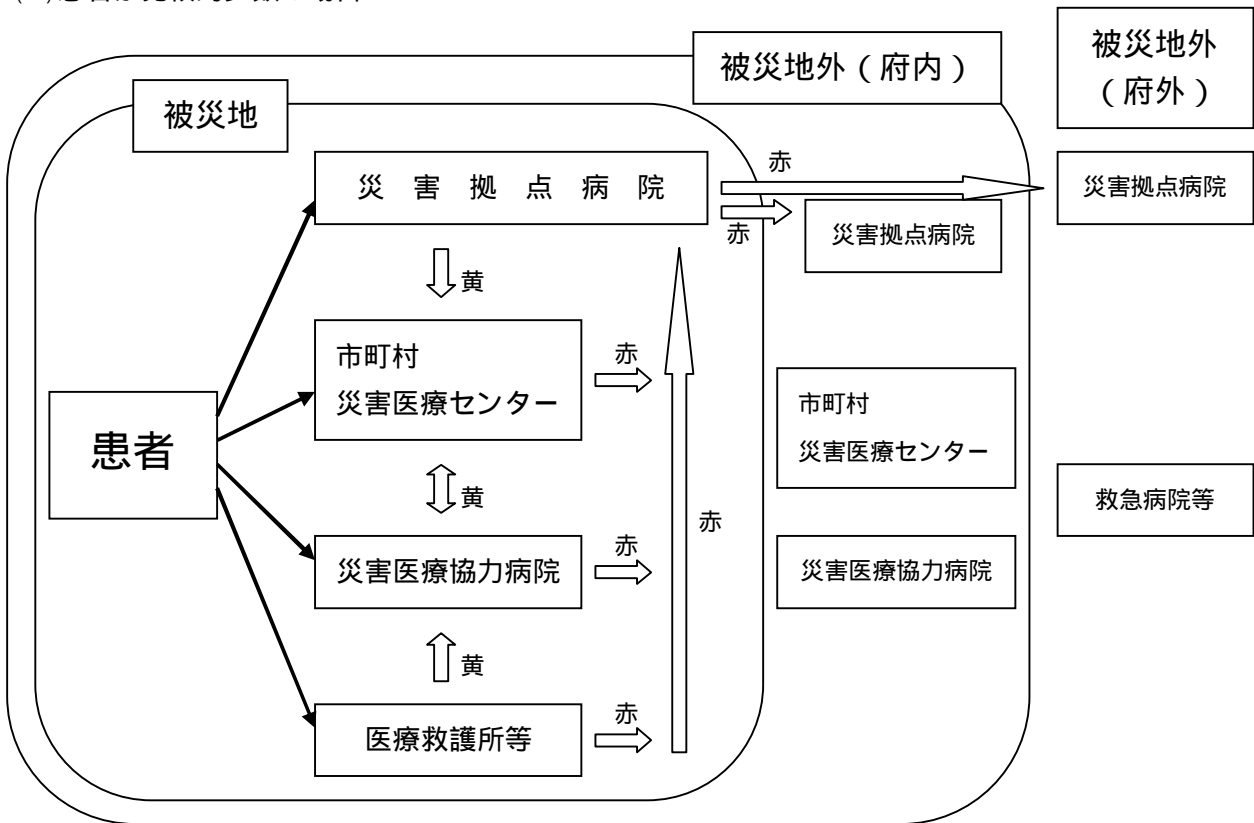 被災地外
（府外）
被災地外（府内）
被災地
災害拠点病院
赤
災害拠点病院
赤
災害拠点病院
黄
市町村
災害医療センター
赤
市町村
災害医療センター
患者
黄
救急病院等
赤
災害医療協力病院
赤
災害医療協力病院
黄
医療救護所等
赤